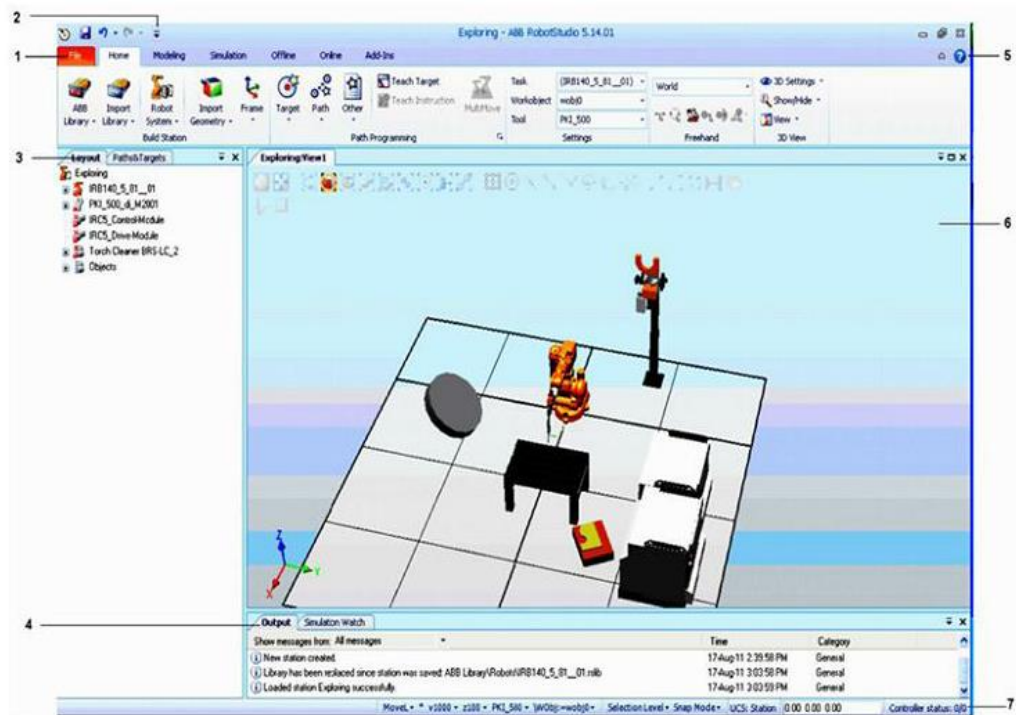 2
Exploring - ABB RobotStudio 5.14.01
1
File Home Modeling Simulation Offline Online Add-Ins
5
ABB Library Import Library Robot System Import Geometry Frame Target Path Other
Teach Target
Teach Instruction
MultiMove
Task (IRB140_5_81__01)
Workobject wobj0
Tool PKI_500
World
3D Settings
Show/Hide
View
Build Station Path Programming Settings Freehand 3D View
3
Layout Paths&Targets
Exploring:View1
Exploring
IRB140_5_81__01
PKI_500_di_M2001
IRC5_Control-Module
IRC5_Drive-Module
Torch Cleaner BRS-LC_2
Objects
6
Z
Y
X
4
Output Simulation Watch
Show messages from: All messages Time Category
New station created. 17-Aug-11 2:39:58 PM General
Library has been replaced since station was saved: ABB Library\Robots\IRB140_5_81__01.rslib 17-Aug-11 3:03:58 PM General
Loaded station Exploring successfully. 17-Aug-11 3:03:59 PM General
MoveL * v1000 z100 PKI_500 \WObj:=wobj0 Selection Level Snap Mode UCS: Station 0.00 0.00 0.00 Controller status: 0/0
7